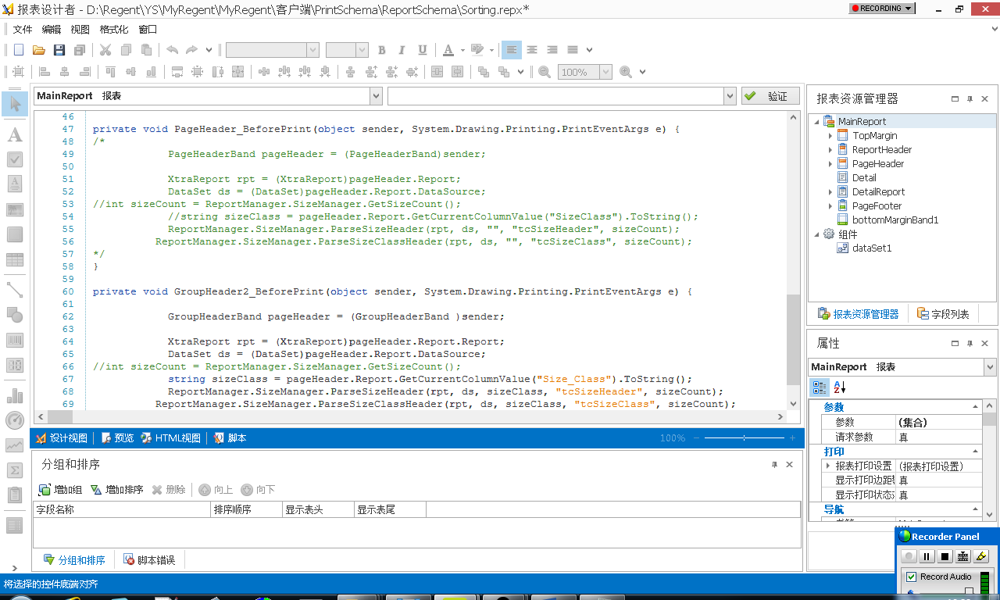 报表设计者 - D:\Regent\YS\MyRegent\MyRegent\客户端\PrintSchema\ReportSchema\Sorting.repx*
RECORDING
文件 编辑 视图 格式化 窗口
B I U A
100%
MainReport 报表
验证
46
47 private void PageHeader_BeforePrint(object sender, System.Drawing.Printing.PrintEventArgs e) {
48 /*
49 PageHeaderBand pageHeader = (PageHeaderBand)sender;
50
51 XtraReport rpt = (XtraReport)pageHeader.Report;
52 DataSet ds = (DataSet)pageHeader.Report.DataSource;
53 //int sizeCount = ReportManager.SizeManager.GetSizeCount();
54 //string sizeClass = pageHeader.Report.GetCurrentColumnValue("SizeClass").ToString();
55 ReportManager.SizeManager.ParseSizeHeader(rpt, ds, "", "tcSizeHeader", sizeCount);
56 ReportManager.SizeManager.ParseSizeClassHeader(rpt, ds, "", "tcSizeClass", sizeCount);
57 */
58 }
59
60 private void GroupHeader2_BeforePrint(object sender, System.Drawing.Printing.PrintEventArgs e) {
61
62 GroupHeaderBand pageHeader = (GroupHeaderBand )sender;
63
64 XtraReport rpt = (XtraReport)pageHeader.Report.Report;
65 DataSet ds = (DataSet)pageHeader.Report.DataSource;
66 //int sizeCount = ReportManager.SizeManager.GetSizeCount();
67 string sizeClass = pageHeader.Report.GetCurrentColumnValue("Size_Class").ToString();
68 ReportManager.SizeManager.ParseSizeHeader(rpt, ds, sizeClass, "tcSizeHeader", sizeCount);
69 ReportManager.SizeManager.ParseSizeClassHeader(rpt, ds, sizeClass, "tcSizeClass", sizeCount);
设计视图 预览 HTML视图 脚本 100%
分组和排序
增加组 增加排序 删除 向上 向下
字段名称 排序顺序 显示表头 显示表尾
分组和排序 脚本错误
将选择的控件底端对齐
报表资源管理器
MainReport
TopMargin
ReportHeader
PageHeader
Detail
DetailReport
PageFooter
bottomMarginBand1
组件
dataSet1
报表资源管理器 字段列表
属性
MainReport 报表
参数
参数 (集合)
请求参数 真
打印
报表打印设置 (报表打印设置)
显示打印边距 真
显示打印状态 真
导航
Recorder Panel
Record Audio